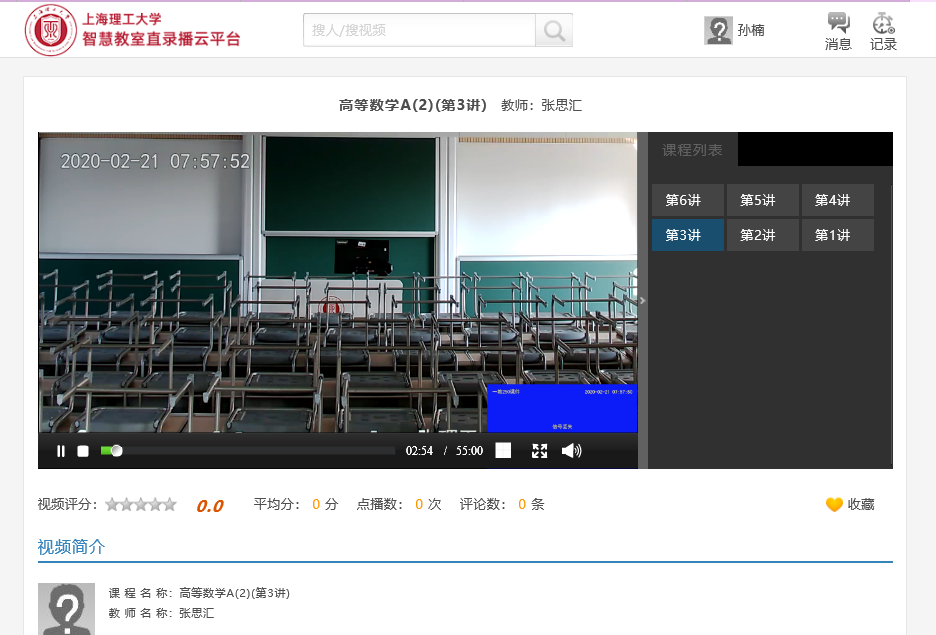 上海理工大学
智慧教室直录播云平台
搜人/搜视频
孙楠
消息
记录
高等数学A(2)(第3讲) 教师：张思汇
2020-02-21 07:57:52
课程列表
第6讲 第5讲 第4讲
第3讲 第2讲 第1讲
2020-02-21 07:57:52
信号丢失
02:54 / 55:00
视频评分： 0.0 平均分： 0 分 点播数： 0 次 评论数： 0 条
收藏
视频简介
课 程 名 称：高等数学A(2)(第3讲)
教 师 名 称：张思汇